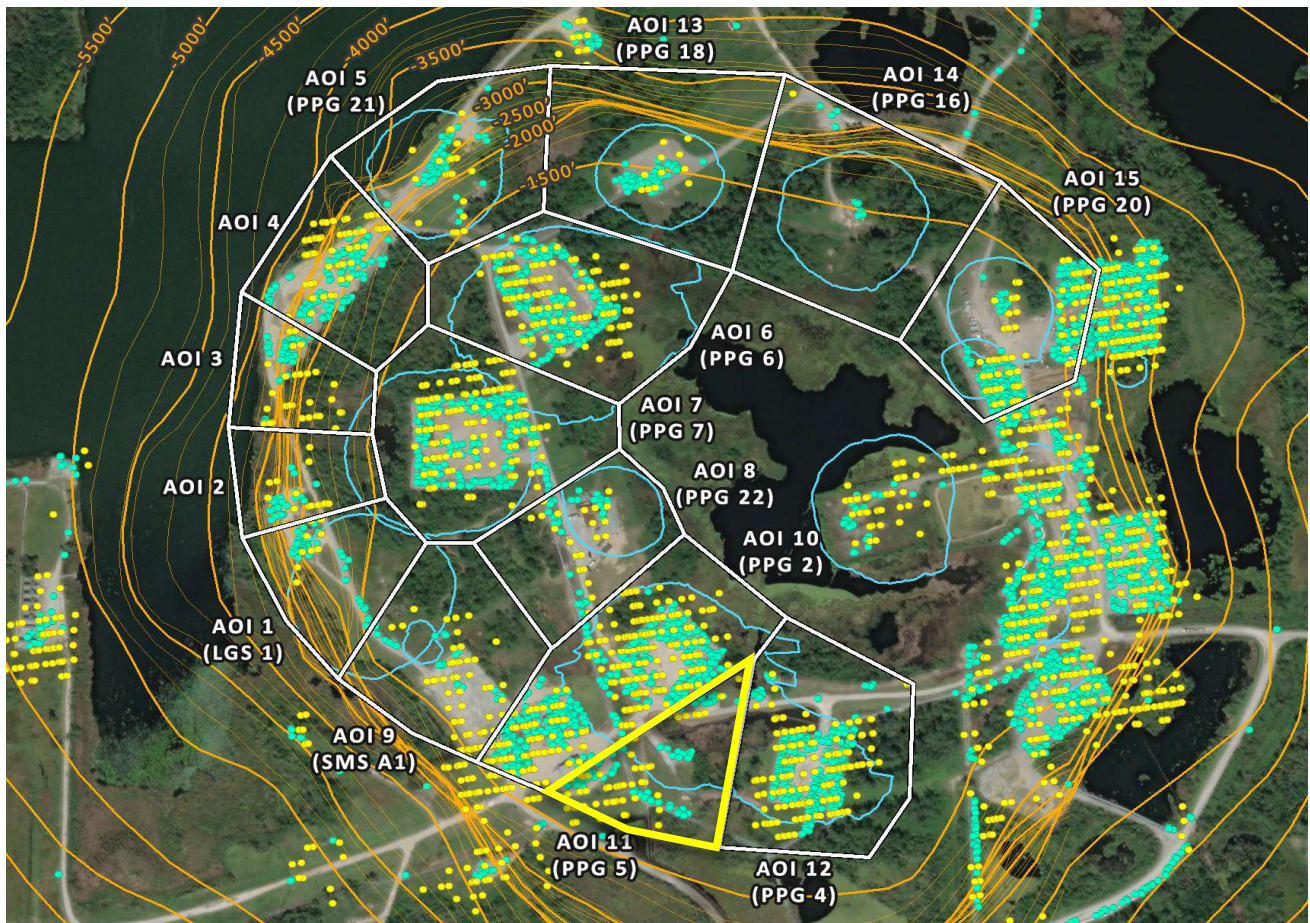 -5500'
-5000'
-4500'
-4000'
-3500'
-3000'
-2500'
-2000'
-1500'
AOI 13
(PPG 18)
AOI 5
(PPG 21)
AOI 14
(PPG 16)
AOI 15
(PPG 20)
AOI 4
AOI 3
AOI 6
(PPG 6)
AOI 7
(PPG 7)
AOI 2
AOI 8
(PPG 22)
AOI 10
(PPG 2)
AOI 1
(LGS 1)
AOI 9
(SMS A1)
AOI 11
(PPG 5)
AOI 12
(PPG 4)